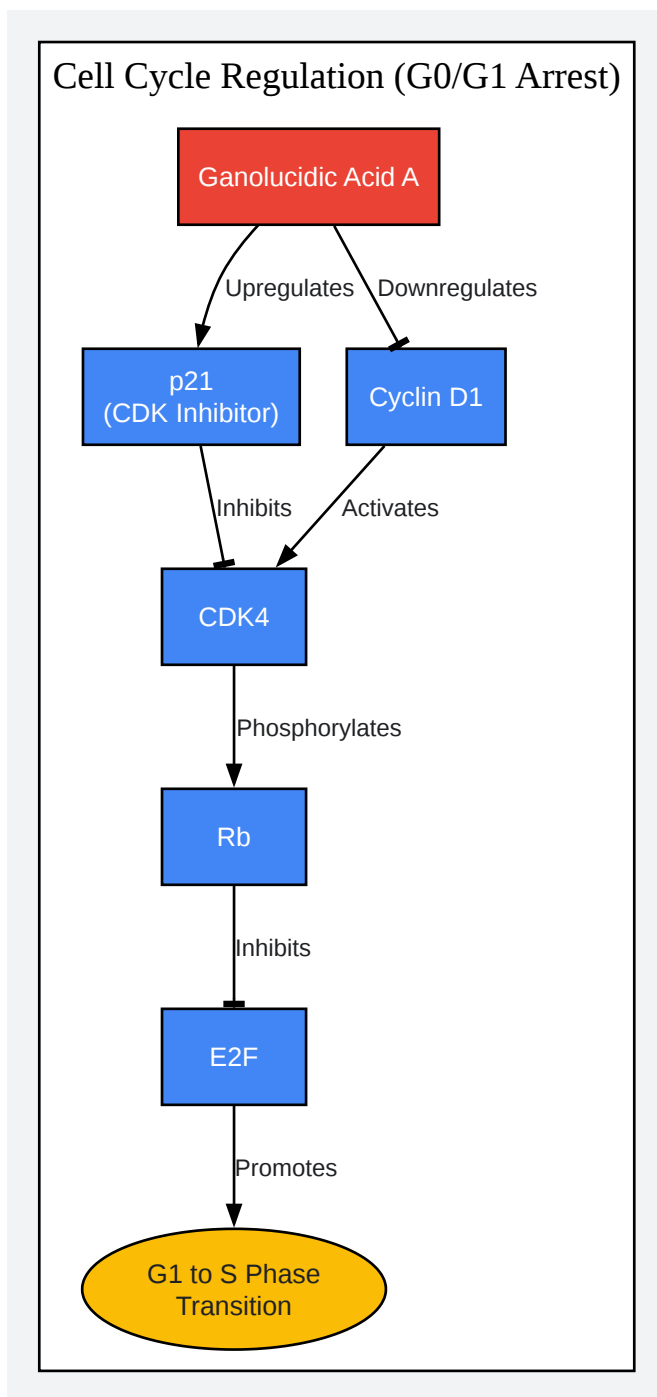 Cell Cycle Regulation (G0/G1 Arrest)
Ganolucidic Acid A
Upregulates
Downregulates
p21
(CDK Inhibitor)
Cyclin D1
Inhibits
Activates
CDK4
Phosphorylates
Rb
Inhibits
E2F
Promotes
G1 to S Phase
Transition